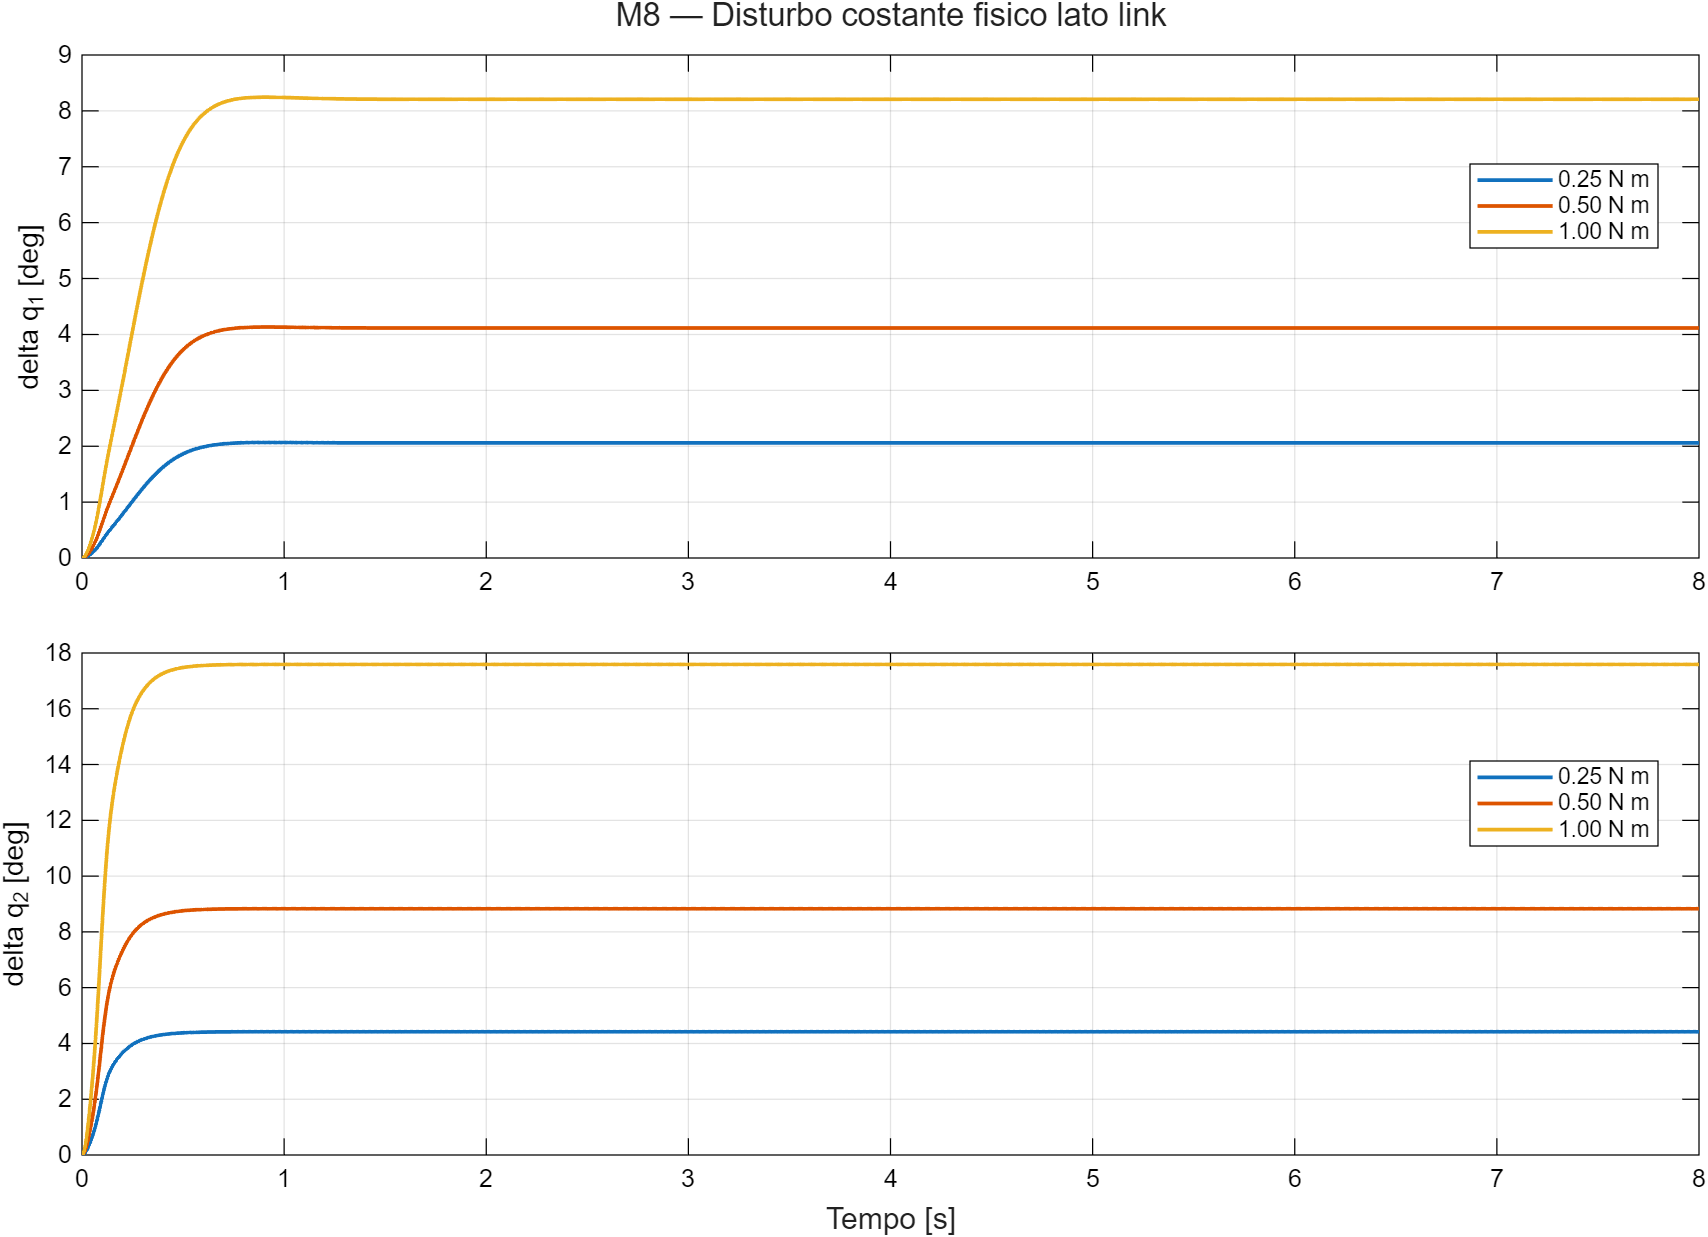 M8 — Disturbo costante fisico lato link
9
8
7
6
5
4
3
2
1
0
delta q₁ [deg]
0 1 2 3 4 5 6 7 8
0.25 N m
0.50 N m
1.00 N m
18
16
14
12
10
8
6
4
2
0
delta q₂ [deg]
0 1 2 3 4 5 6 7 8
0.25 N m
0.50 N m
1.00 N m
Tempo [s]